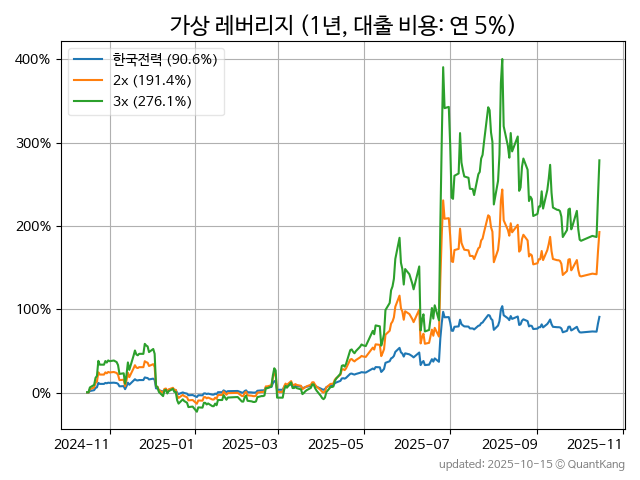 가상 레버리지 (1년, 대출 비용: 연 5%)
400%
300%
200%
100%
0%
한국전력 (90.6%)
2x (191.4%)
3x (276.1%)
2024-11
2025-01
2025-03
2025-05
2025-07
2025-09
2025-11
updated: 2025-10-15 @ QuantKang